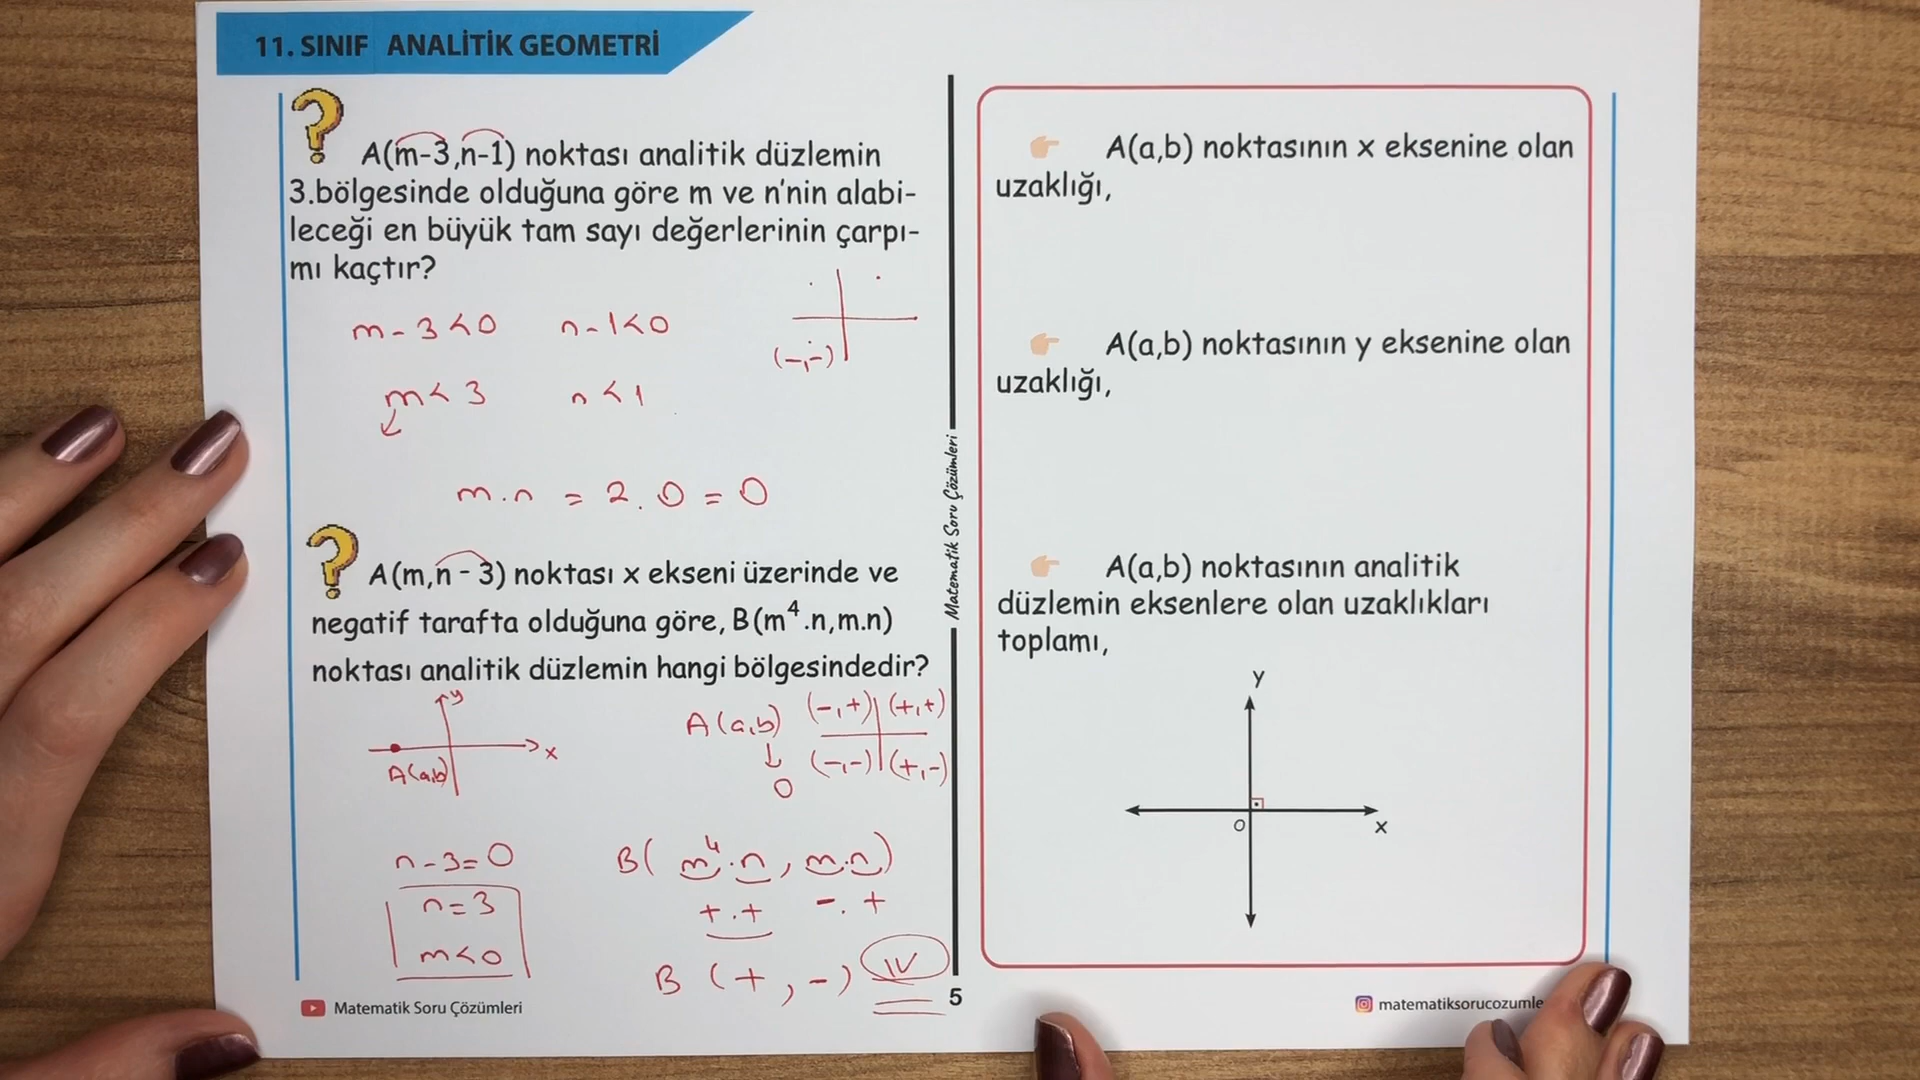 11. SINIF ANALİTİK GEOMETRİ
A(m-3,n-1) noktası analitik düzlemin
3.bölgesinde olduğuna göre m ve n'nin alabi-
leceği en büyük tam sayı değerlerinin çarpı-
mı kaçtır?
m-3<0 n-1<0
(-,-)
m<3 n<1
m.n = 2.0 = 0
A(m,n-3) noktası x ekseni üzerinde ve
negatif tarafta olduğuna göre, B(m⁴.n,m.n)
noktası analitik düzlemin hangi bölgesindedir?
y
x
A(a,b)
A(a,b)
0
(-,+) (+,+)
(-,-) (+,-)
n-3=0
n=3
m<0
B(m⁴.n, m.n)
+.+ -.+
B (+,-) IV
Matematik Soru Çözümleri
5
Matematik Soru Çözümleri
A(a,b) noktasının x eksenine olan
uzaklığı,
A(a,b) noktasının y eksenine olan
uzaklığı,
A(a,b) noktasının analitik
düzlemin eksenlere olan uzaklıkları
toplamı,
y
O
x
matematiksorucozumle